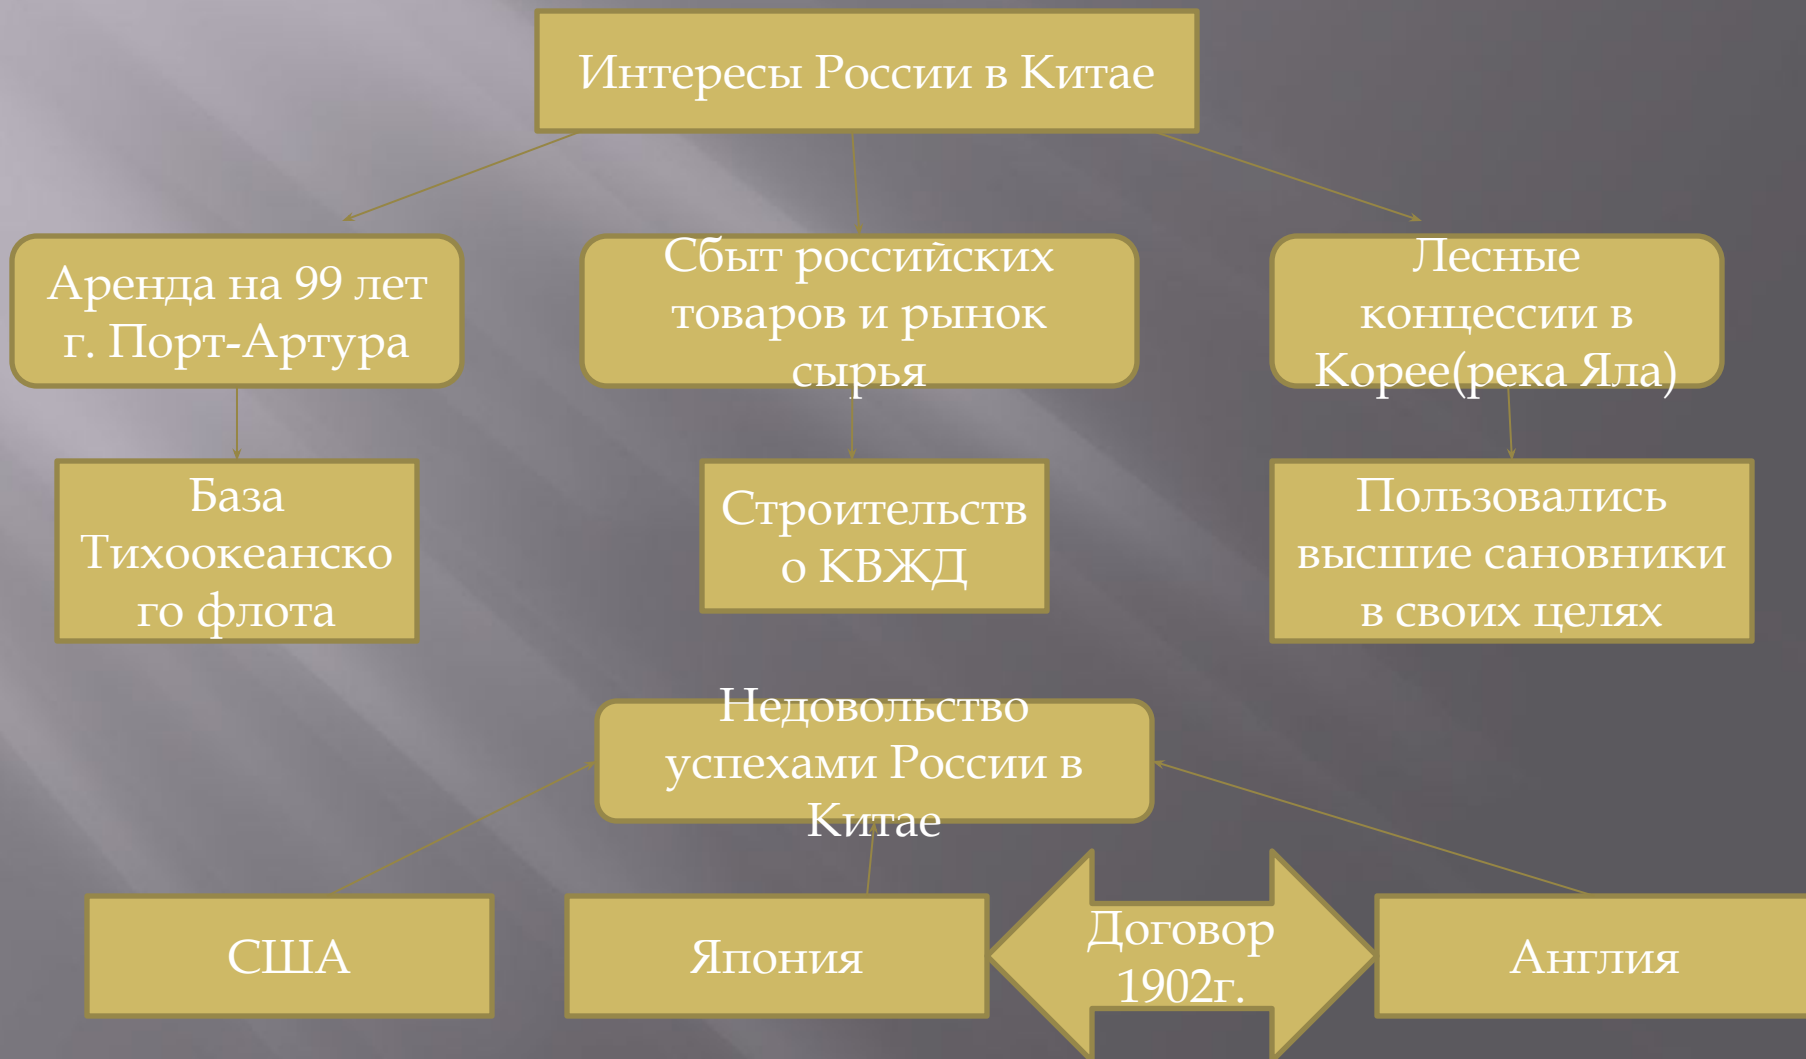 Интересы России в Китае
Аренда на 99 лет
г. Порт-Артура
Сбыт российских
товаров и рынок
сырья
Лесные
концессии в
Корее(река Яла)
База
Тихоокеанско
го флота
Строительств
о КВЖД
Пользовались
высшие сановники
в своих целях
Недовольство
успехами России в
Китае
США
Япония
Договор
1902г.
Англия